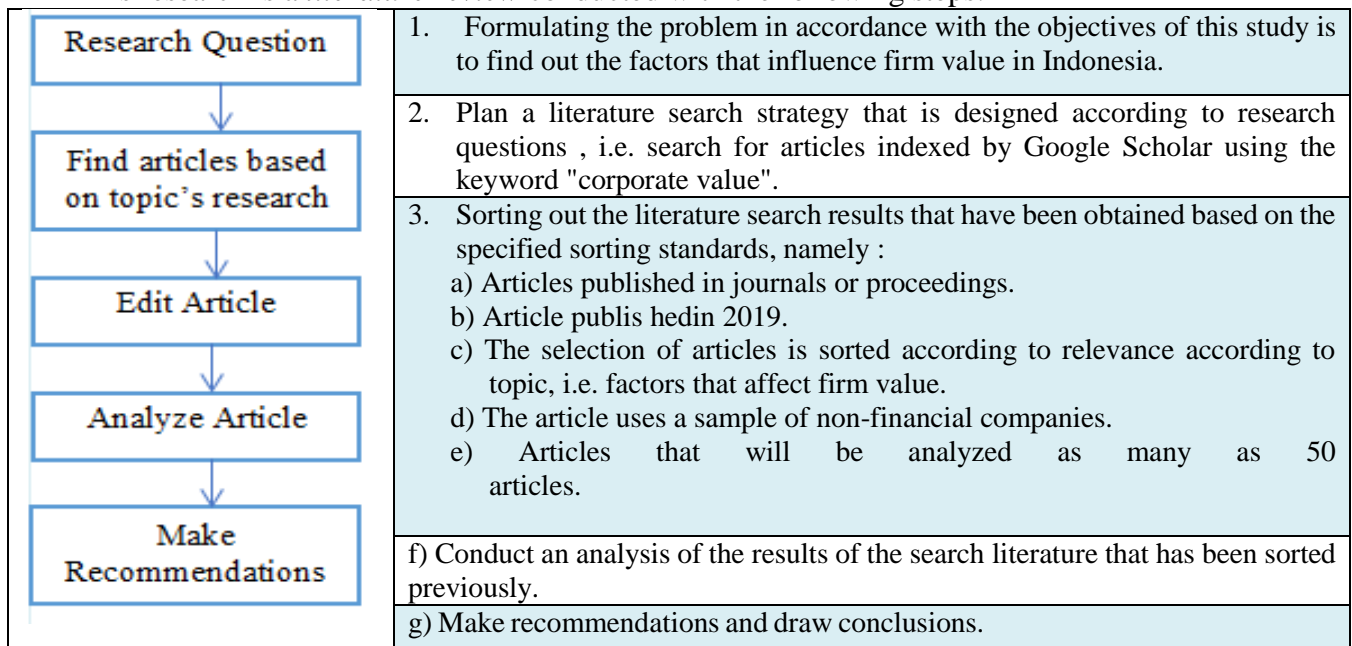 Research Question
Find articles based
on topic's research
Edit Article
Analyze Article
Make
Recommendations
1. Formulating the problem in accordance with the objectives of this study is
to find out the factors that influence firm value in Indonesia.
2. Plan a literature search strategy that is designed according to research
questions , i.e. search for articles indexed by Google Scholar using the
keyword "corporate value".
3. Sorting out the literature search results that have been obtained based on the
specified sorting standards, namely :
a) Articles published in journals or proceedings.
b) Article publis hedin 2019.
c) The selection of articles is sorted according to relevance according to
topic, i.e. factors that affect firm value.
d) The article uses a sample of non-financial companies.
e) Articles that will be analyzed as many as 50
articles.
f) Conduct an analysis of the results of the search literature that has been sorted
previously.
g) Make recommendations and draw conclusions.